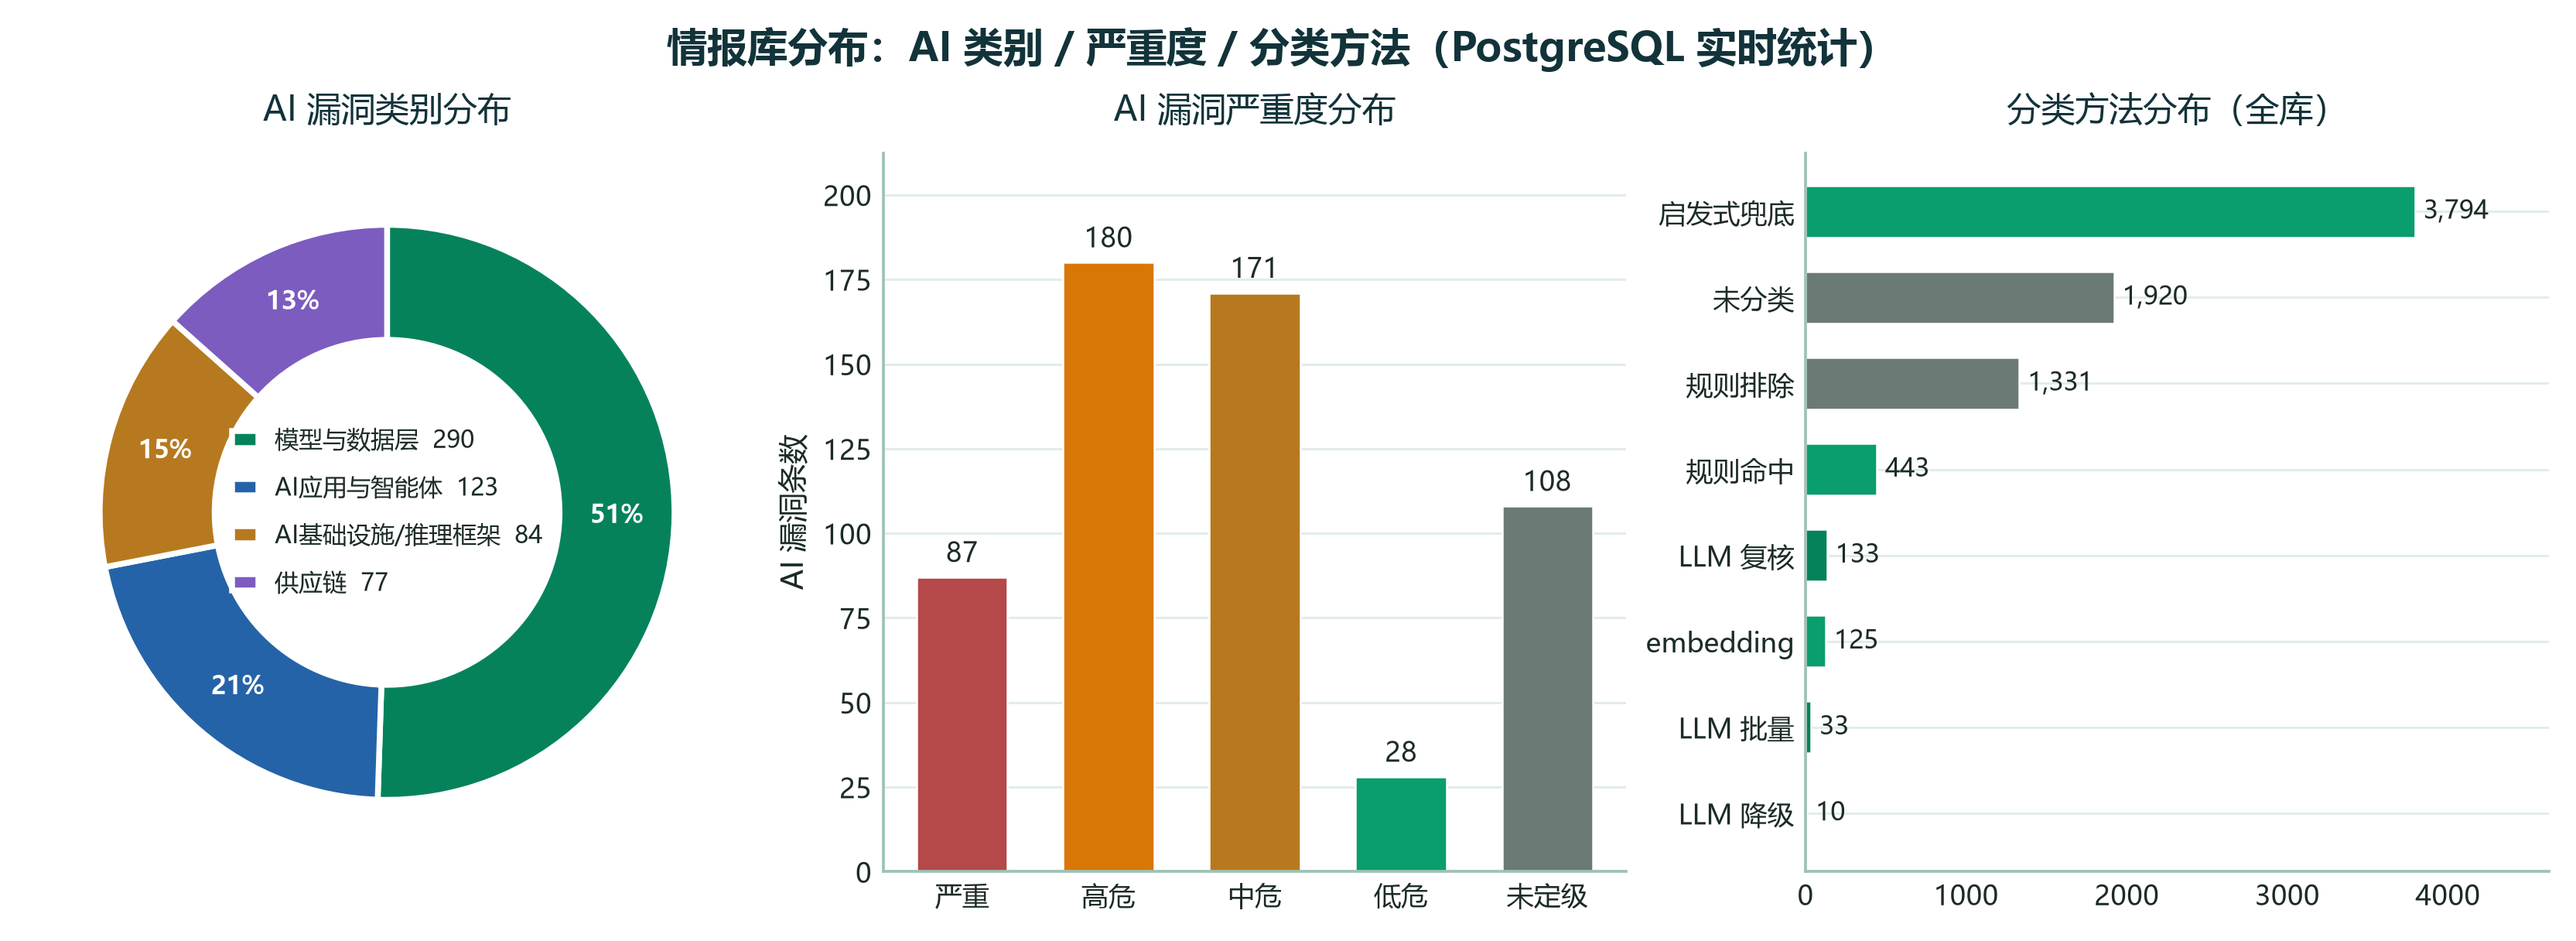 情报库分布：AI 类别 / 严重度 / 分类方法（PostgreSQL 实时统计）
AI 漏洞类别分布
13%
15%
51%
21%
模型与数据层 290
AI应用与智能体 123
AI基础设施/推理框架 84
供应链 77
AI 漏洞严重度分布
AI 漏洞条数
200
175
150
125
100
75
50
25
0
87
180
171
28
108
严重
高危
中危
低危
未定级
分类方法分布（全库）
启发式兜底 3,794
未分类 1,920
规则排除 1,331
规则命中 443
LLM 复核 133
embedding 125
LLM 批量 33
LLM 降级 10
0 1000 2000 3000 4000